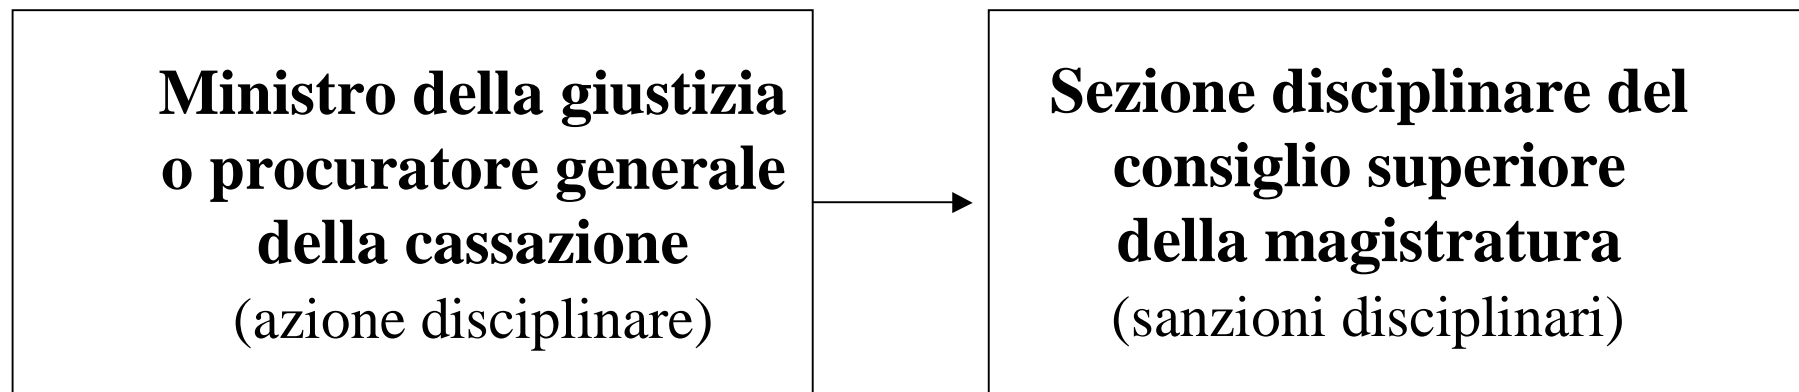 Ministro della giustizia
o procuratore generale
della cassazione
(azione disciplinare)
Sezione disciplinare del
consiglio superiore
della magistratura
(sanzioni disciplinari)